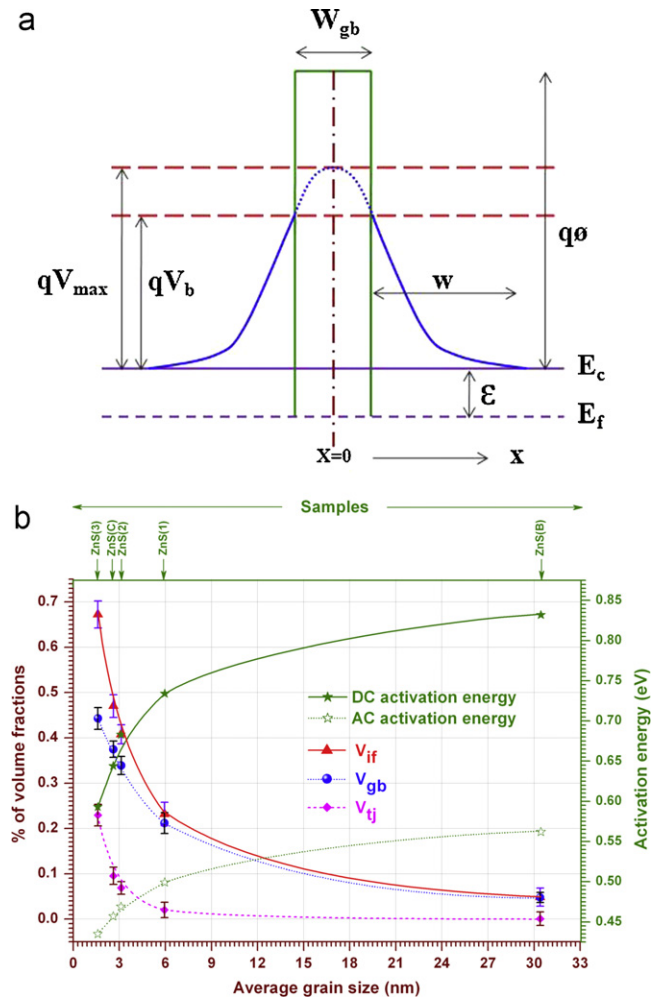 a
W_gb
qV_max
qV_b
qø
w
E_c
ε
E_f
X=0
x
b
Samples
ZnS(3)
ZnS(C)
ZnS(2)
ZnS(1)
ZnS(B)
0.7
0.6
0.5
0.4
0.3
0.2
0.1
0.0
% of volume fractions
0.85
0.80
0.75
0.70
0.65
0.60
0.55
0.50
0.45
Activation energy (eV)
DC activation energy
AC activation energy
V_if
V_gb
V_tj
0 3 6 9 12 15 18 21 24 27 30 33
Average grain size (nm)